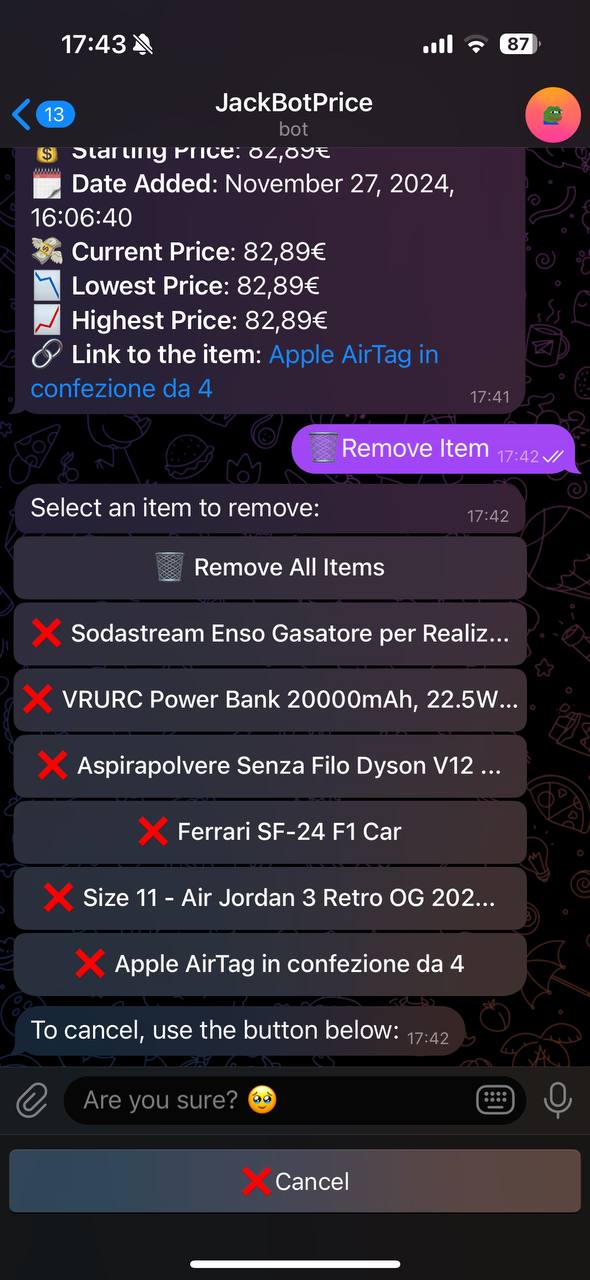 17:43
87
13
JackBotPrice
bot
💰 Starting Price: 82,89€
🗓 Date Added: November 27, 2024,
16:06:40
💸 Current Price: 82,89€
📉 Lowest Price: 82,89€
📈 Highest Price: 82,89€
🔗 Link to the item: Apple AirTag in
confezione da 4
17:41
🗑️Remove Item 17:42
Select an item to remove:
17:42
🗑️ Remove All Items
❌ Sodastream Enso Gasatore per Realiz...
❌ VRURC Power Bank 20000mAh, 22.5W...
❌ Aspirapolvere Senza Filo Dyson V12 ...
❌ Ferrari SF-24 F1 Car
❌ Size 11 - Air Jordan 3 Retro OG 202...
❌ Apple AirTag in confezione da 4
To cancel, use the button below: 17:42
Are you sure? 🥹
❌Cancel